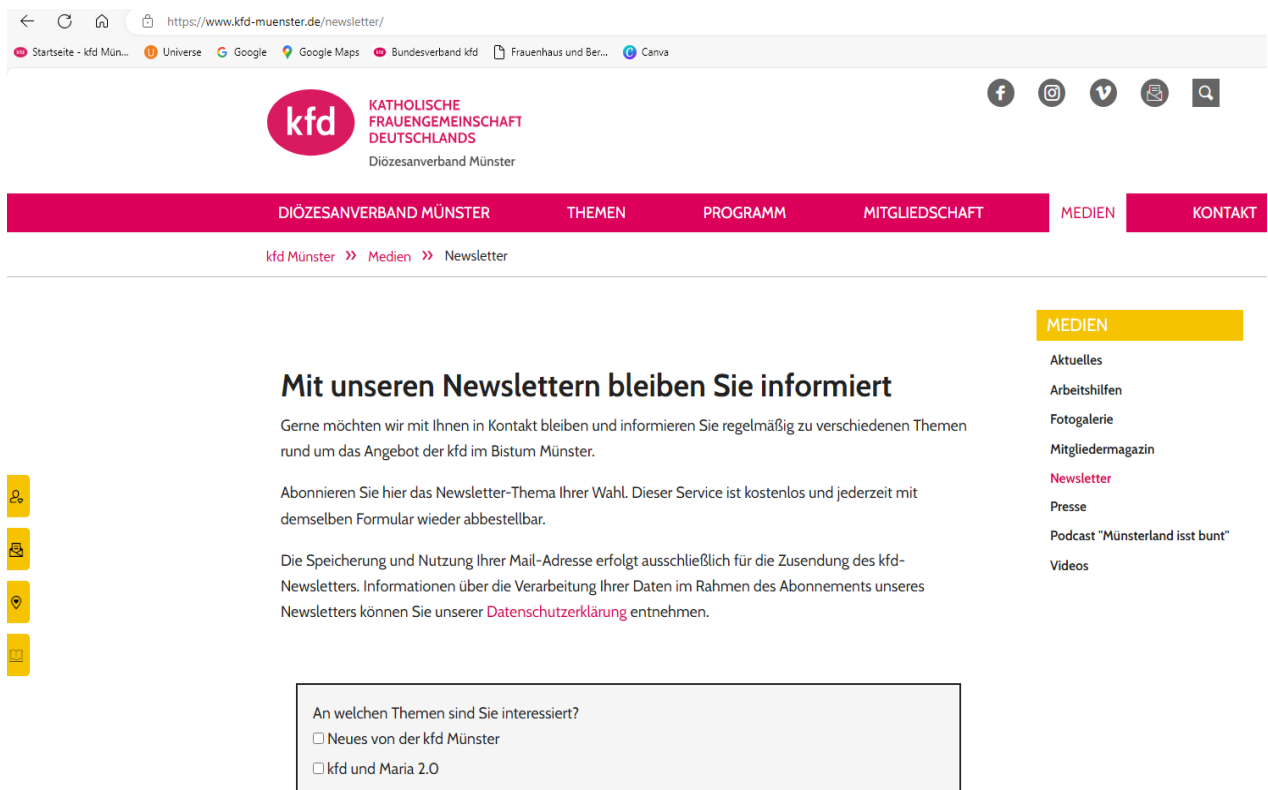 https://www.kfd-muenster.de/newsletter/
Startseite - kfd Mün... Universe Google Google Maps Bundesverband kfd Frauenhaus und Ber... Canva
kfd
KATHOLISCHE
FRAUENGEMEINSCHAFT
DEUTSCHLANDS
Diözesanverband Münster
DIÖZESANVERBAND MÜNSTER THEMEN PROGRAMM MITGLIEDSCHAFT MEDIEN KONTAKT
kfd Münster » Medien » Newsletter
Mit unseren Newslettern bleiben Sie informiert
Gerne möchten wir mit Ihnen in Kontakt bleiben und informieren Sie regelmäßig zu verschiedenen Themen
rund um das Angebot der kfd im Bistum Münster.
Abonnieren Sie hier das Newsletter-Thema Ihrer Wahl. Dieser Service ist kostenlos und jederzeit mit
demselben Formular wieder abbestellbar.
Die Speicherung und Nutzung Ihrer Mail-Adresse erfolgt ausschließlich für die Zusendung des kfd-
Newsletters. Informationen über die Verarbeitung Ihrer Daten im Rahmen des Abonnements unseres
Newsletters können Sie unserer Datenschutzerklärung entnehmen.
An welchen Themen sind Sie interessiert?
Neues von der kfd Münster
kfd und Maria 2.0
MEDIEN
Aktuelles
Arbeitshilfen
Fotogalerie
Mitgliedermagazin
Newsletter
Presse
Podcast "Münsterland isst bunt"
Videos